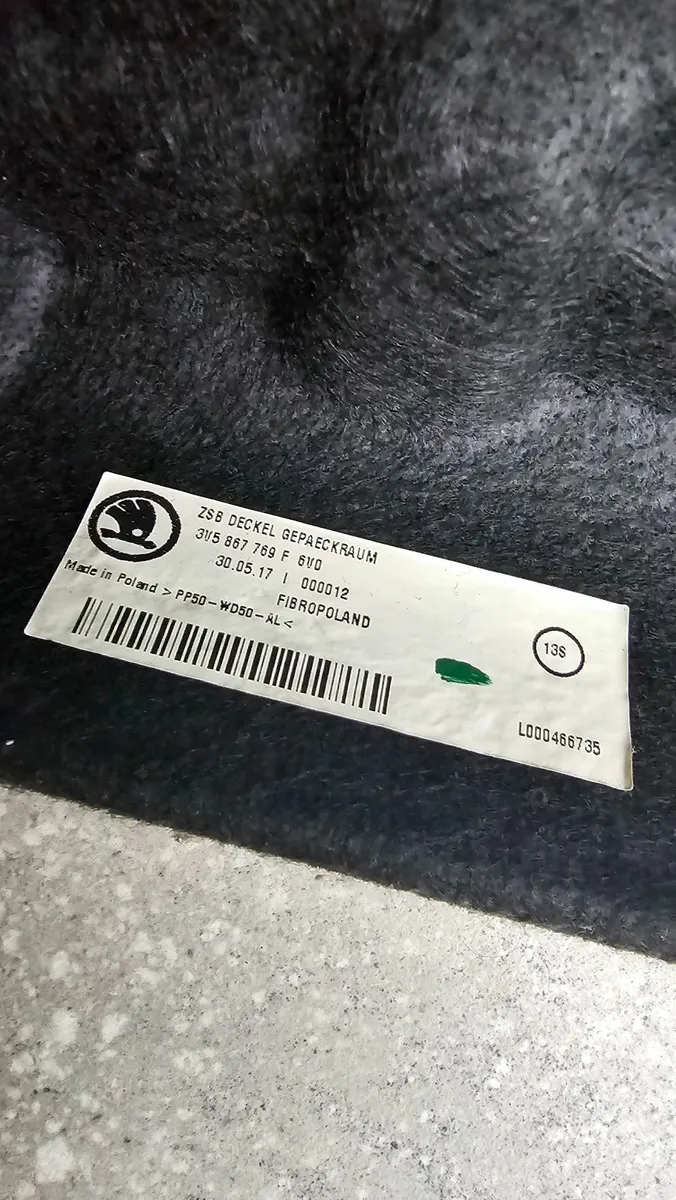 ZSB DECKEL GEPAECKRAUM
3V5 867 769 F 6V0
30.05.17 | 000012
Made in Poland >PP50-WD50-AL<
FIBROPOLAND
13S
L000466735